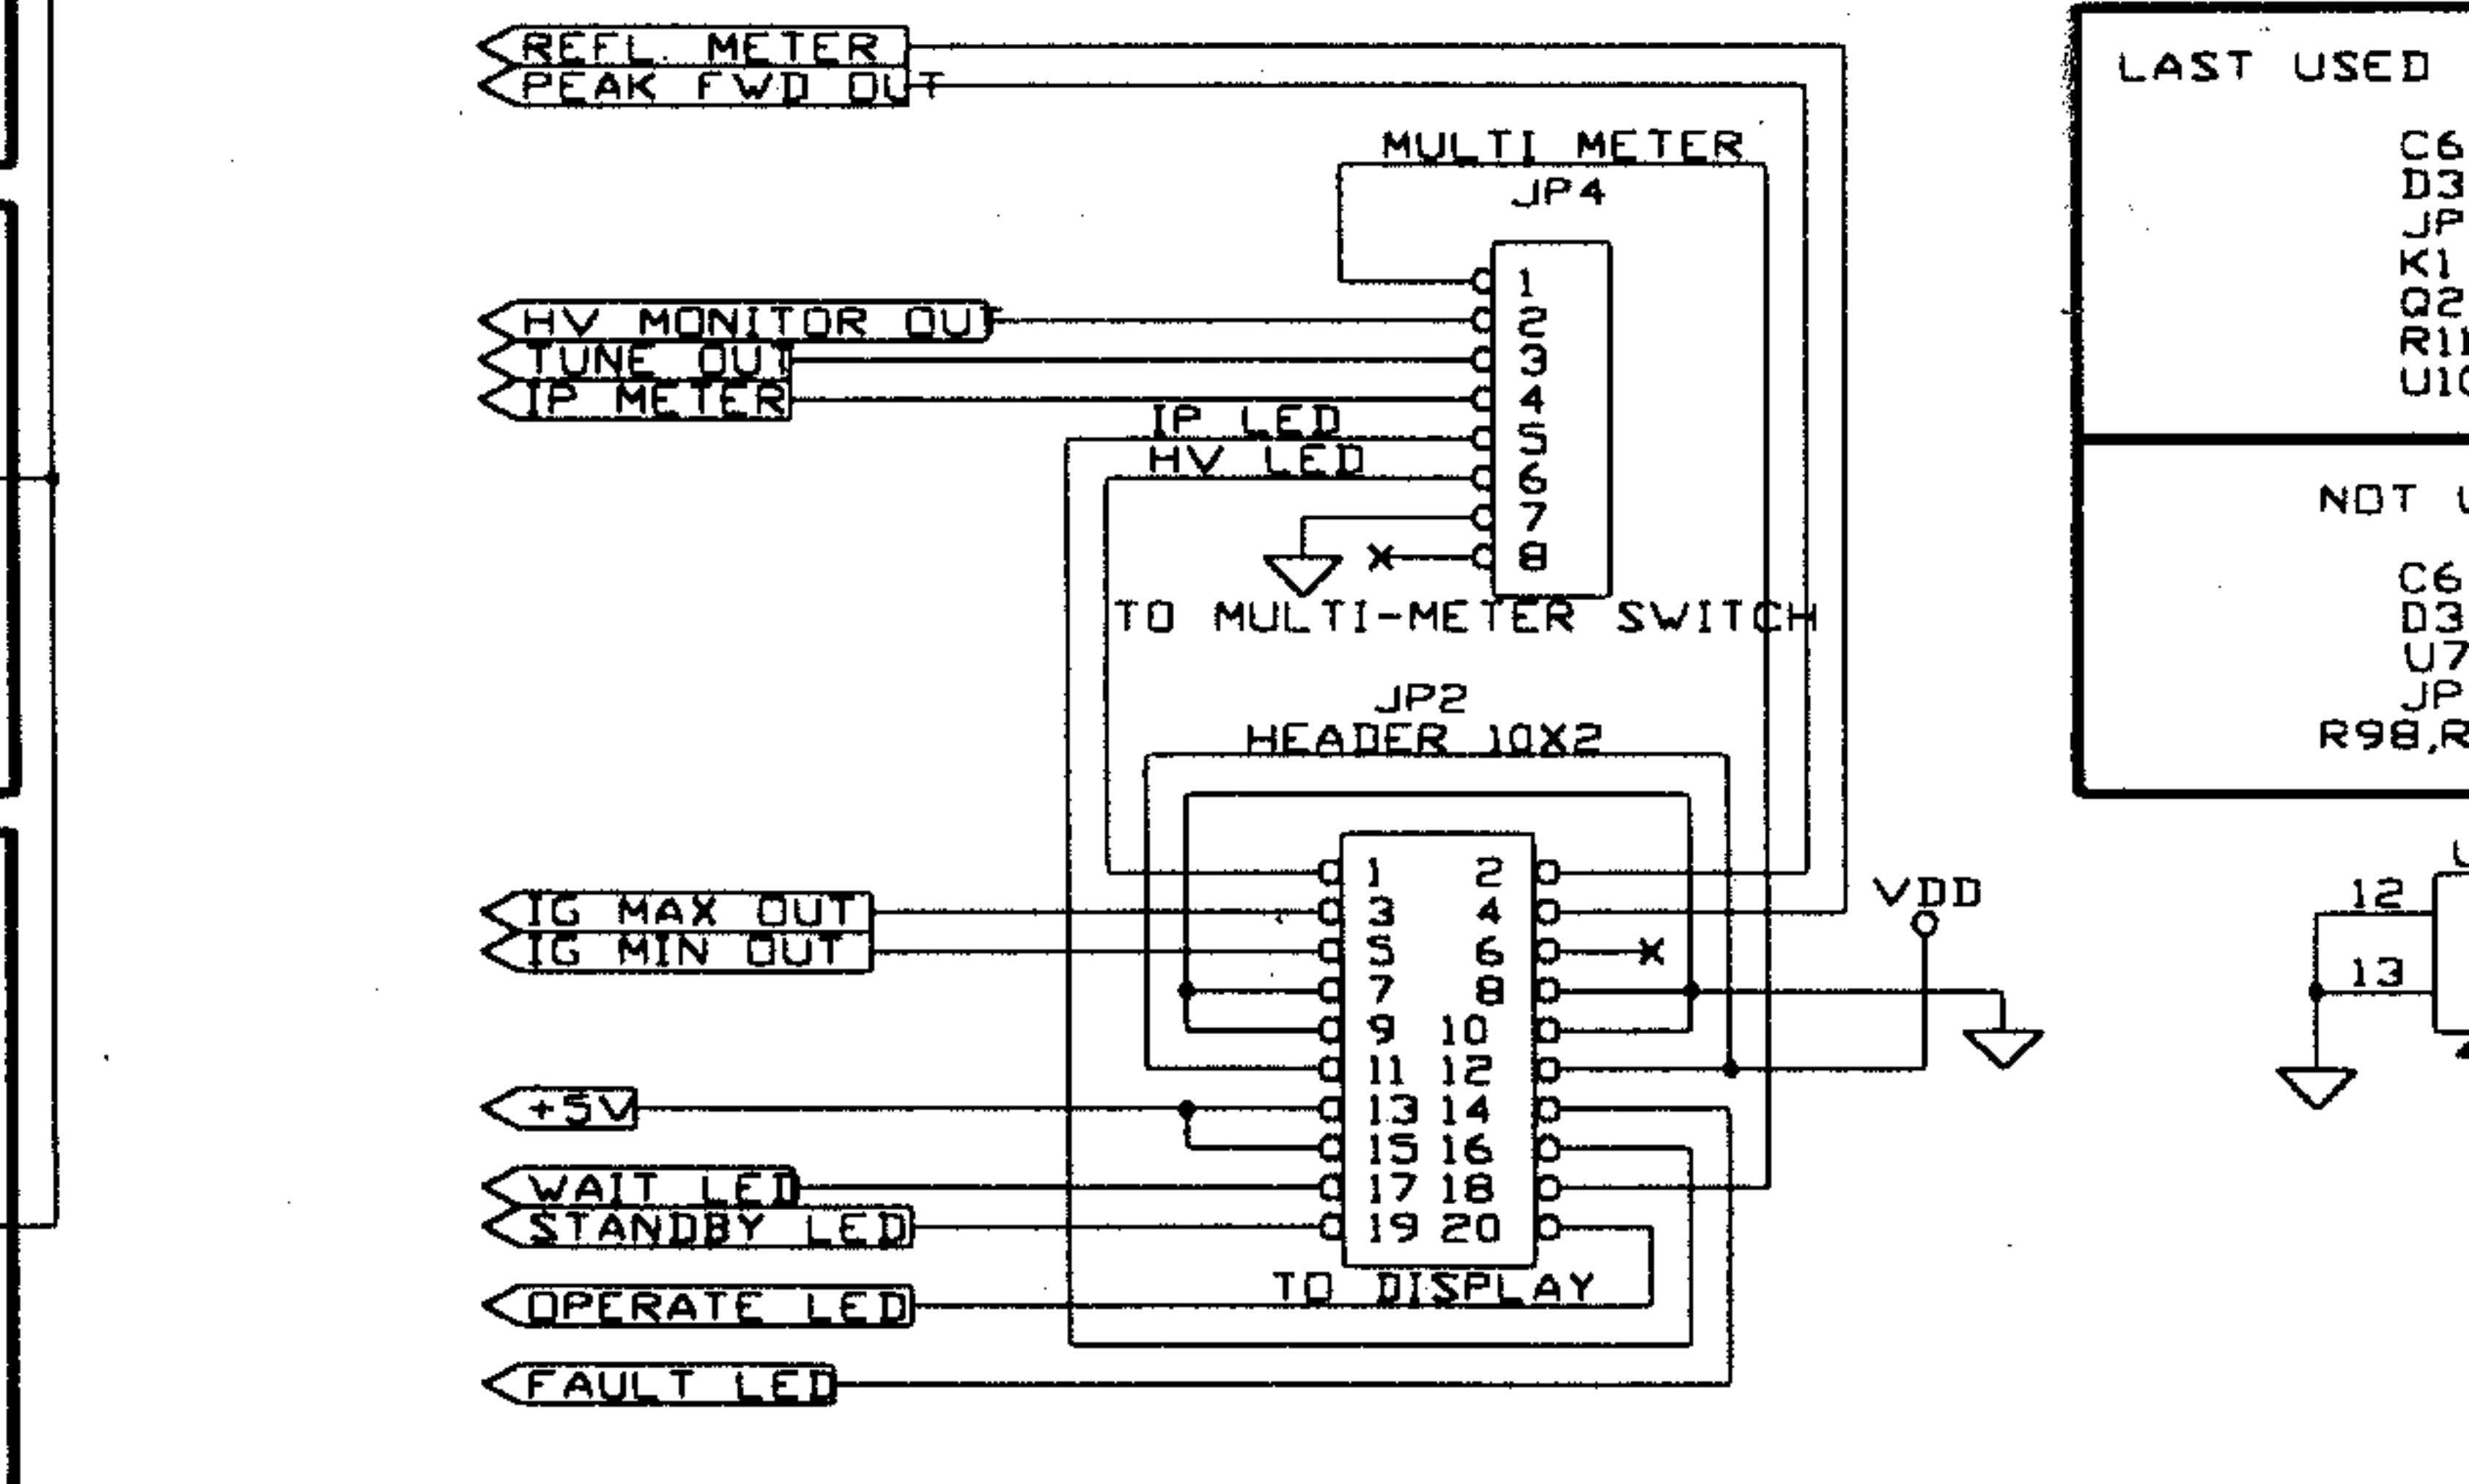 REFL. METER
PEAK FWD OUT
MULTI METER
JP4
1
HV MONITOR OUT 2
TUNE OUT 3
IP METER 4
IP LED 5
HV LED 6
7
8
TO MULTI-METER SWITCH
JP2
HEADER 10X2
1 2
IG MAX OUT 3 4
IG MIN OUT 5 6
7 8
9 10
11 12
+5V 13 14
15 16
WAIT LED 17 18
STANDBY LED 19 20
TO DISPLAY
OPERATE LED
FAULT LED
VDD
LAST USED
C6
D3
JP
K1
Q2
NOT
C6
D3
U7
JP
R98,R
12
13